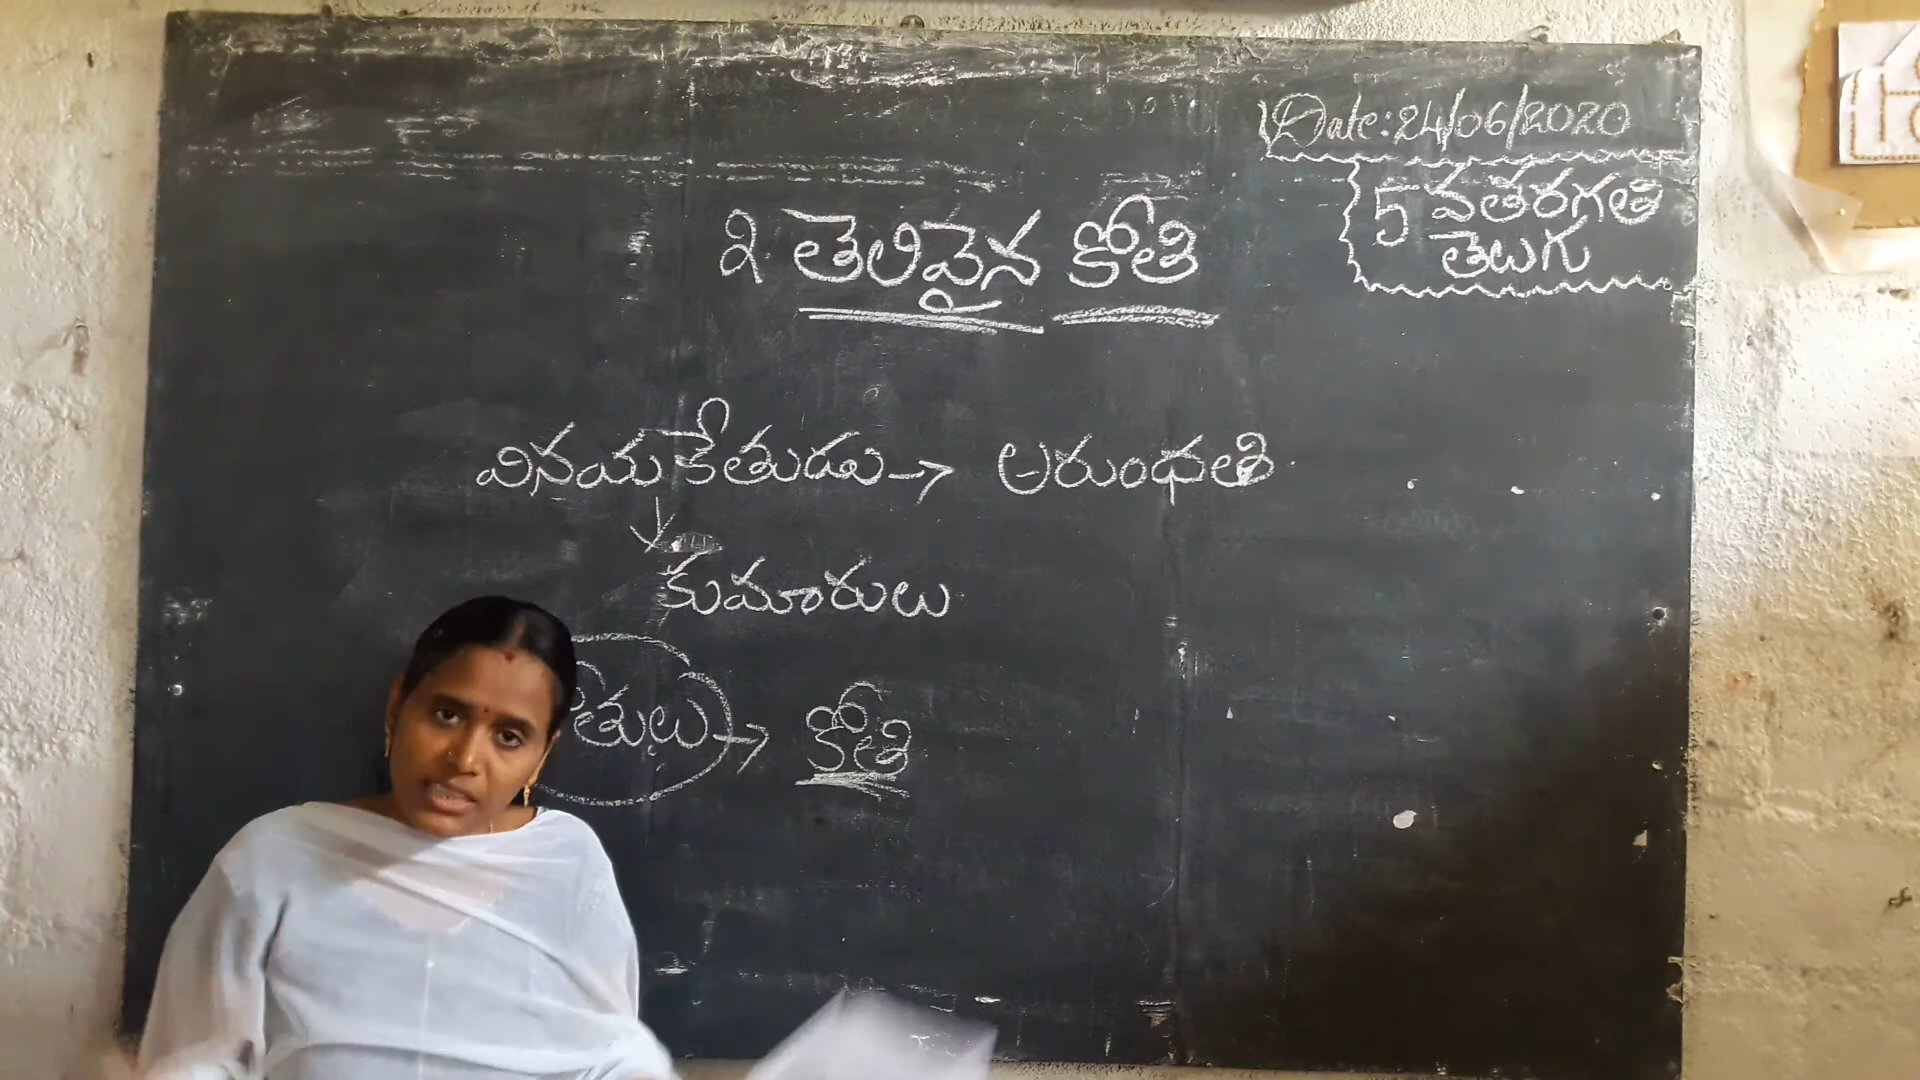 Date: 24/06/2020
5 వతరగతి
తెలుగు
2. తెలివైన కోతి
వినయకేతుడు → అరుంధతి
కుమారులు
→ కోతి